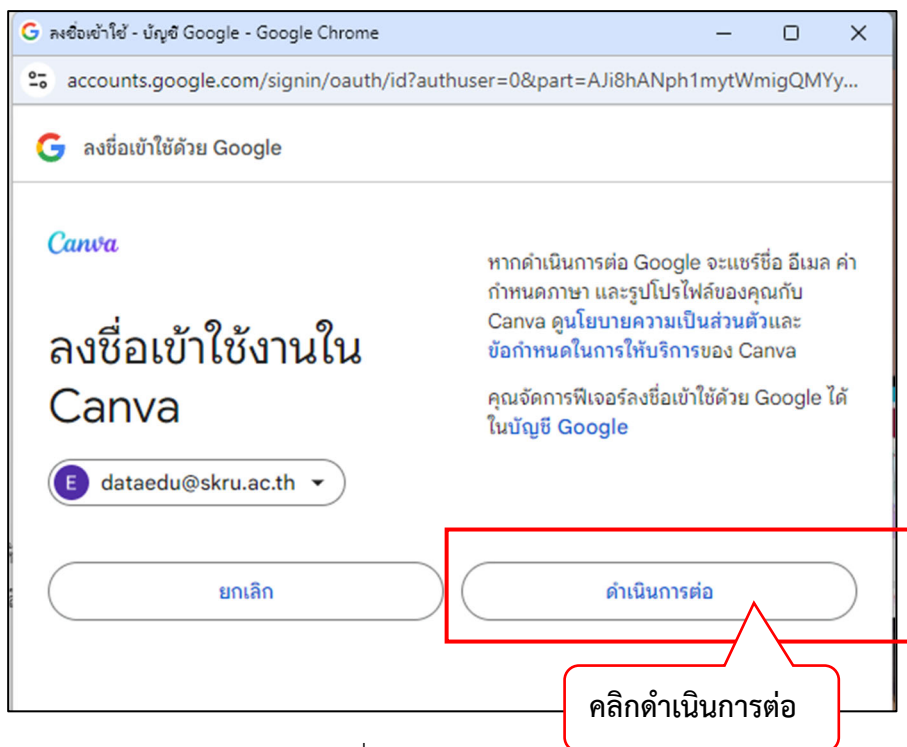 ลงชื่อเข้าใช้ - บัญชี Google - Google Chrome
accounts.google.com/signin/oauth/id?authuser=0&part=AJi8hANph1mytWmigQMYy...
ลงชื่อเข้าใช้ด้วย Google
Canva
ลงชื่อเข้าใช้งานใน
Canva
dataedu@skru.ac.th
หากดำเนินการต่อ Google จะแชร์ชื่อ อีเมล ค่า
กำหนดภาษา และรูปโปรไฟล์ของคุณกับ
Canva ดูนโยบายความเป็นส่วนตัวและ
ข้อกำหนดในการให้บริการของ Canva
คุณจัดการฟีเจอร์ลงชื่อเข้าใช้ด้วย Google ได้
ในบัญชี Google
ยกเลิก
ดำเนินการต่อ
คลิกดำเนินการต่อ